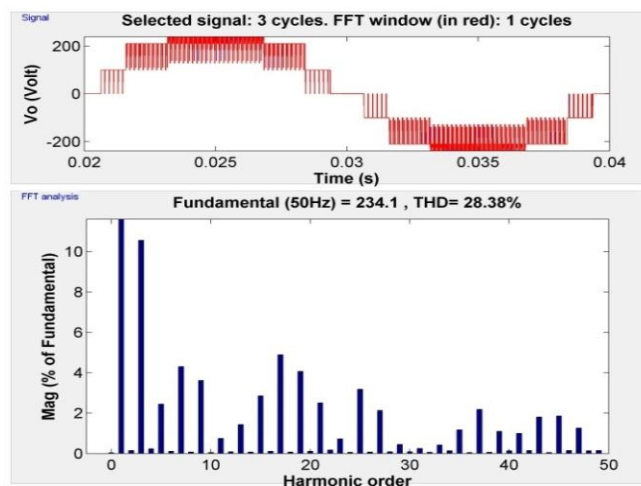 Signal
Selected signal: 3 cycles. FFT window (in red): 1 cycles
200
0
-200
Vo (Volt)
0.02 0.025 0.03 0.035 0.04
Time (s)
FFT analysis
Fundamental (50Hz) = 234.1 , THD= 28.38%
10
8
6
4
2
0
Mag (% of Fundamental)
0 10 20 30 40 50
Harmonic order